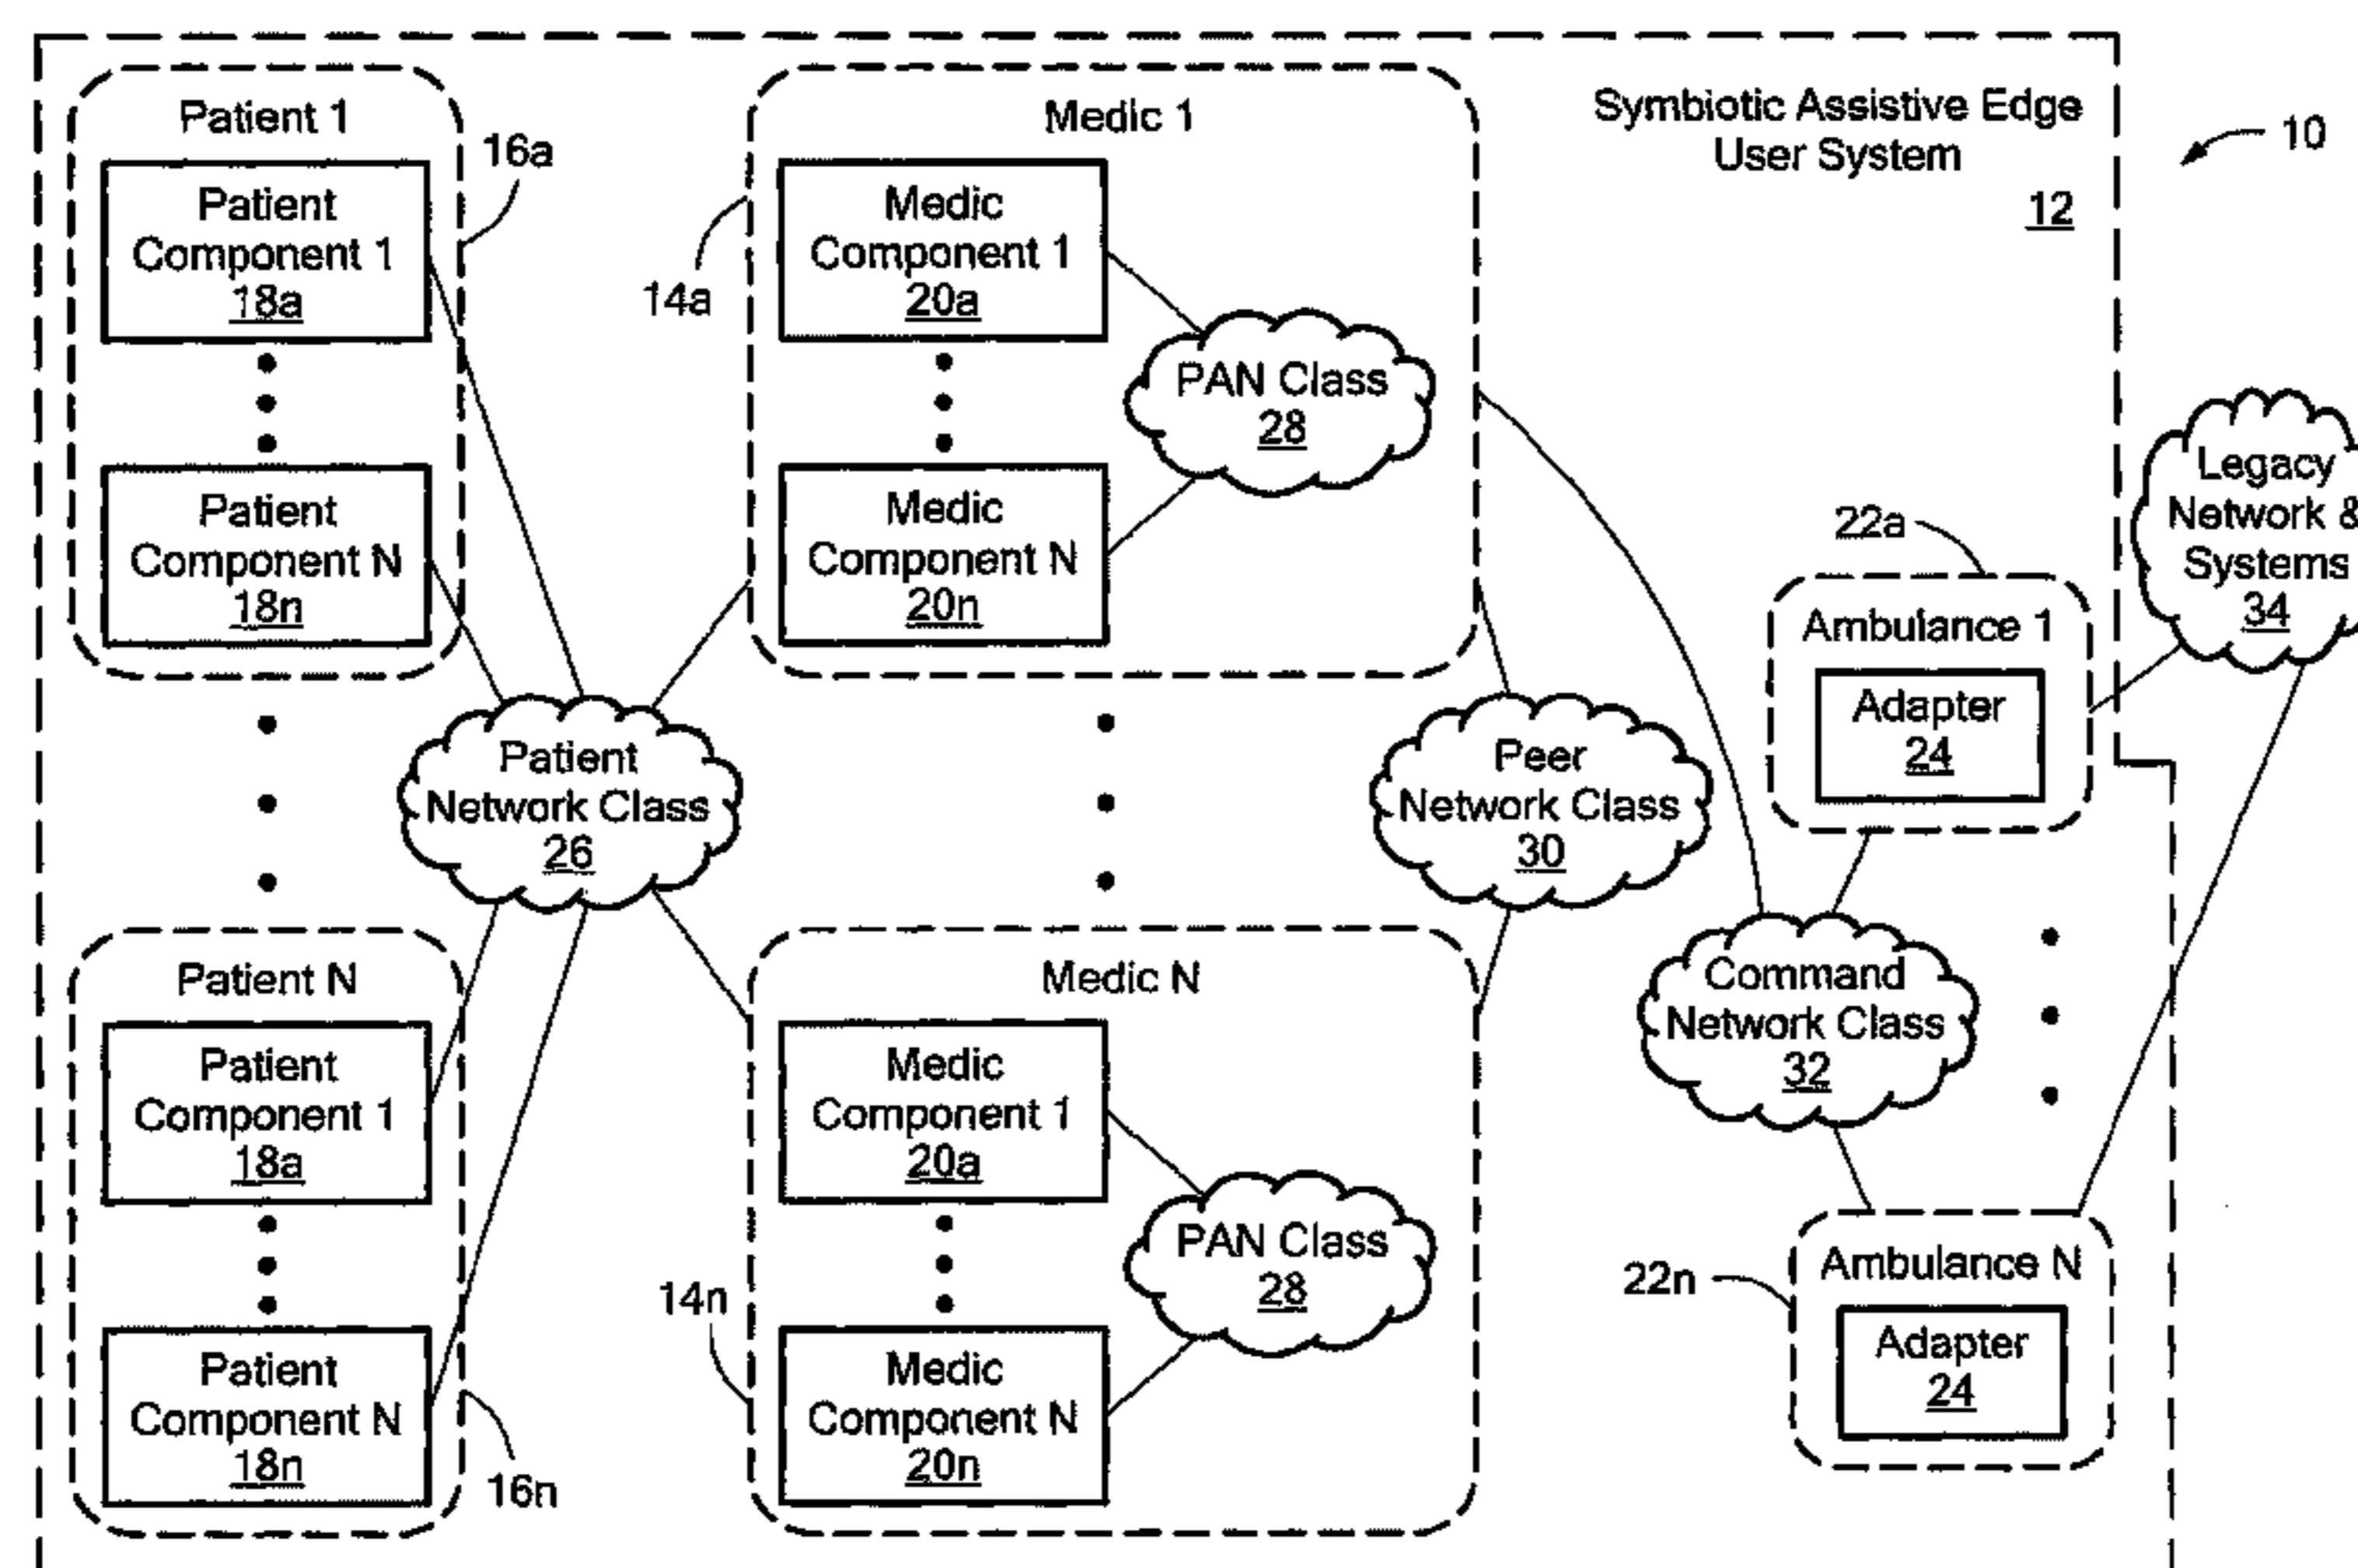 Patient 1
16a
Patient
Component 1
18a
Patient
Component N
18n
Medic 1
14a
Medic
Component 1
20a
PAN Class
28
Medic
Component N
20n
Symbiotic Assistive Edge
User System
12
10
Legacy
Network &
Systems
34
22a
Ambulance 1
Adapter
24
Patient
Network Class
26
Peer
Network Class
30
Command
Network Class
32
Patient N
Patient
Component 1
18a
Patient
Component N
18n
16n
Medic N
Medic
Component 1
20a
PAN Class
28
14n
Medic
Component N
20n
22n
Ambulance N
Adapter
24